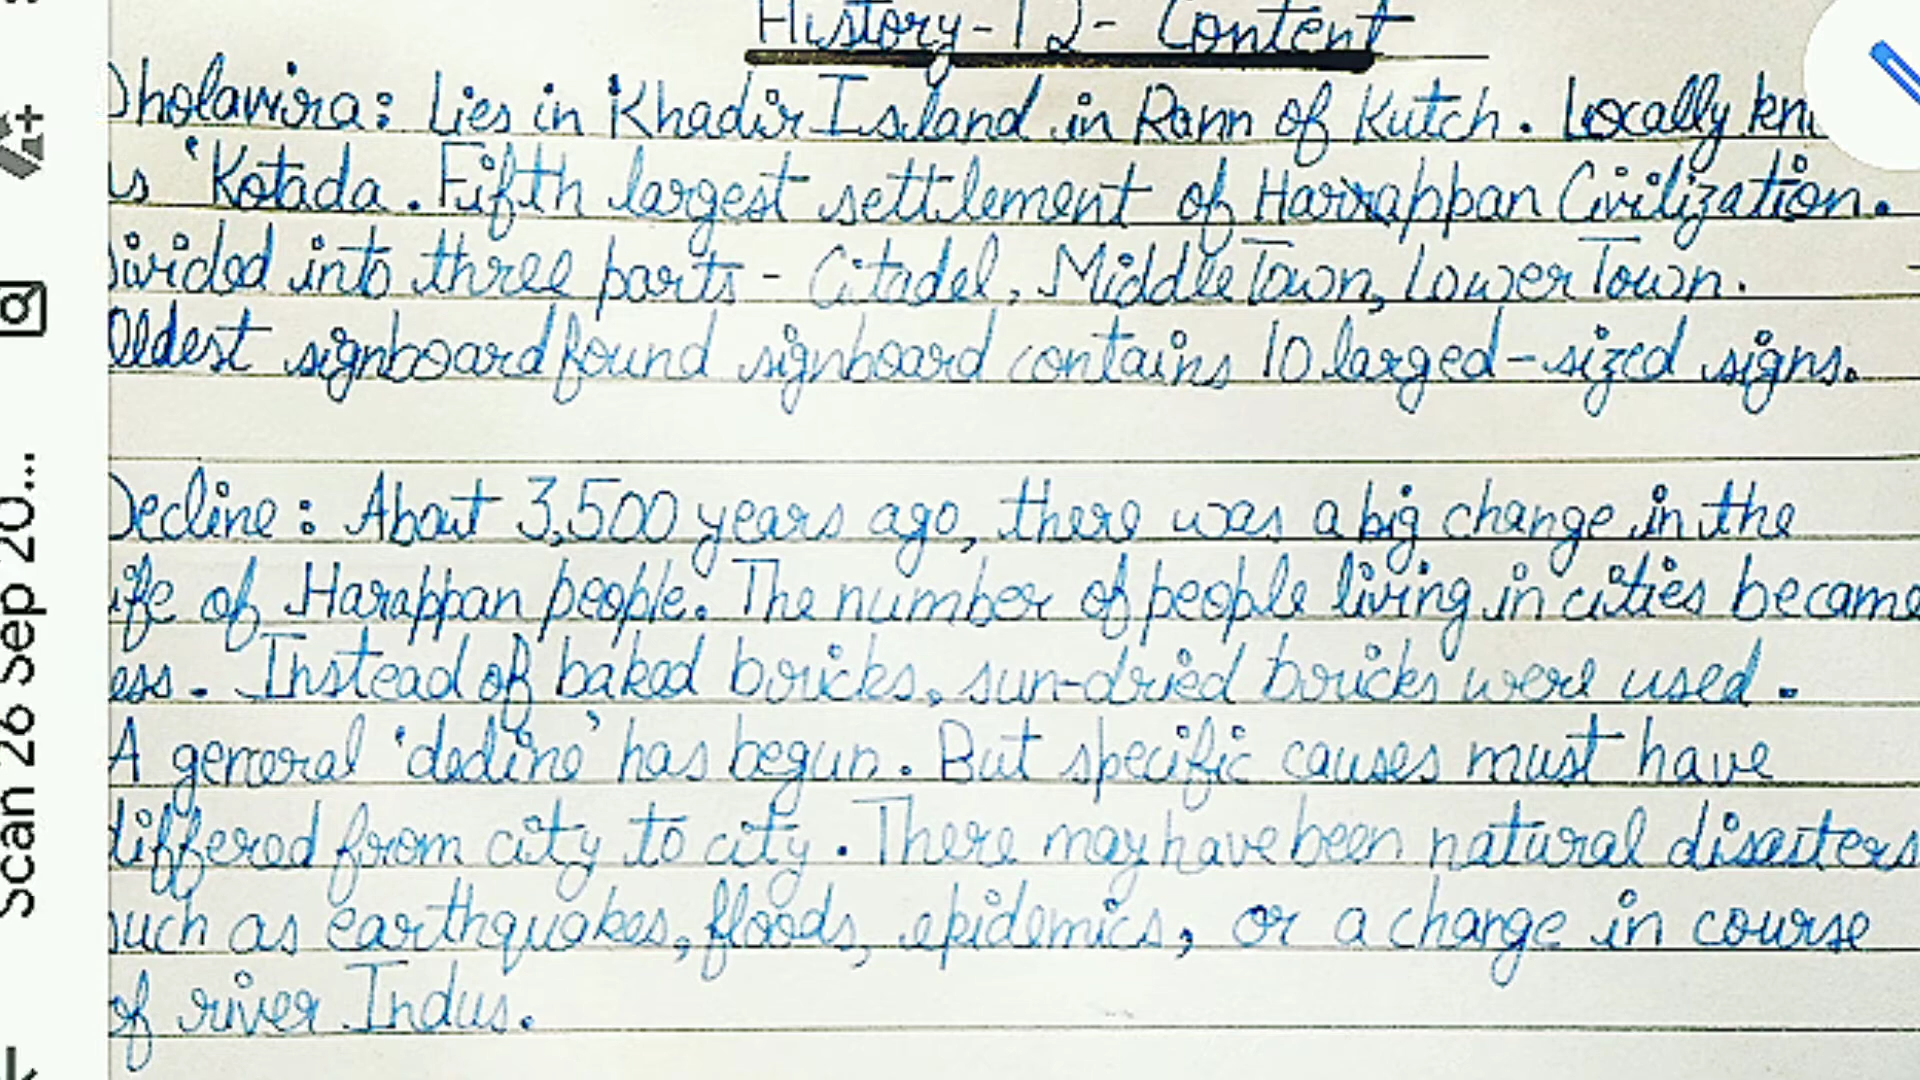 History-12- Content
Dholavira: Lies in Khadir Island in Rann of Kutch. Locally kn
as 'Kotada. Fifth largest settlement of Harrappan Civilization.
Divided into three parts - Citadel, Middle Town, Lower Town.
Oldest signboard found signboard contains 10 larged-sized signs.
Decline: About 3,500 years ago, there was a big change in the
life of Harappan people. The number of people living in cities became
less. Instead of baked bricks, sun-dried bricks were used.
A general 'decline' has begun. But specific causes must have
differed from city to city. There may have been natural disasters
such as earthquakes, floods, epidemics, or a change in course
of river Indus.
Scan 26 Sep 20...